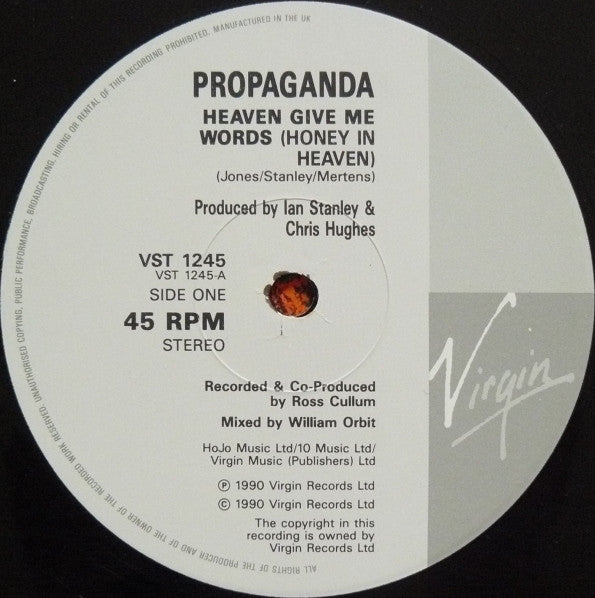 PROPAGANDA
HEAVEN GIVE ME
WORDS (HONEY IN
HEAVEN)
(Jones/Stanley/Mertens)
Produced by Ian Stanley &
Chris Hughes
VST 1245
VST 1245-A
SIDE ONE
45 RPM
STEREO
Virgin
Recorded & Co-Produced
by Ross Cullum
Mixed by William Orbit
HoJo Music Ltd/10 Music Ltd/
Virgin Music (Publishers) Ltd
℗ 1990 Virgin Records Ltd
© 1990 Virgin Records Ltd
The copyright in this
recording is owned by
Virgin Records Ltd
ALL RIGHTS OF THE PRODUCER AND OF THE OWNER OF THE RECORDED WORK RESERVED. UNAUTHORISED COPYING, PUBLIC PERFORMANCE, BROADCASTING, HIRING OR RENTAL OF THIS RECORDING PROHIBITED. MANUFACTURED IN THE UK